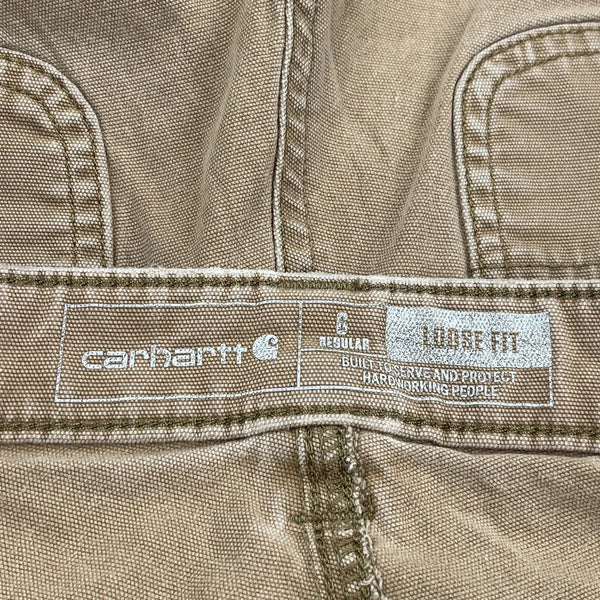 carhartt
6
REGULAR
LOOSE FIT
BUILT TO SERVE AND PROTECT
HARDWORKING PEOPLE